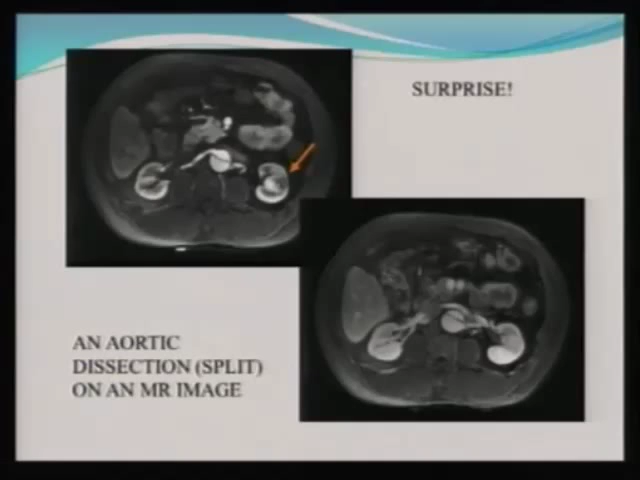 SURPRISE!
AN AORTIC
DISSECTION (SPLIT)
ON AN MR IMAGE